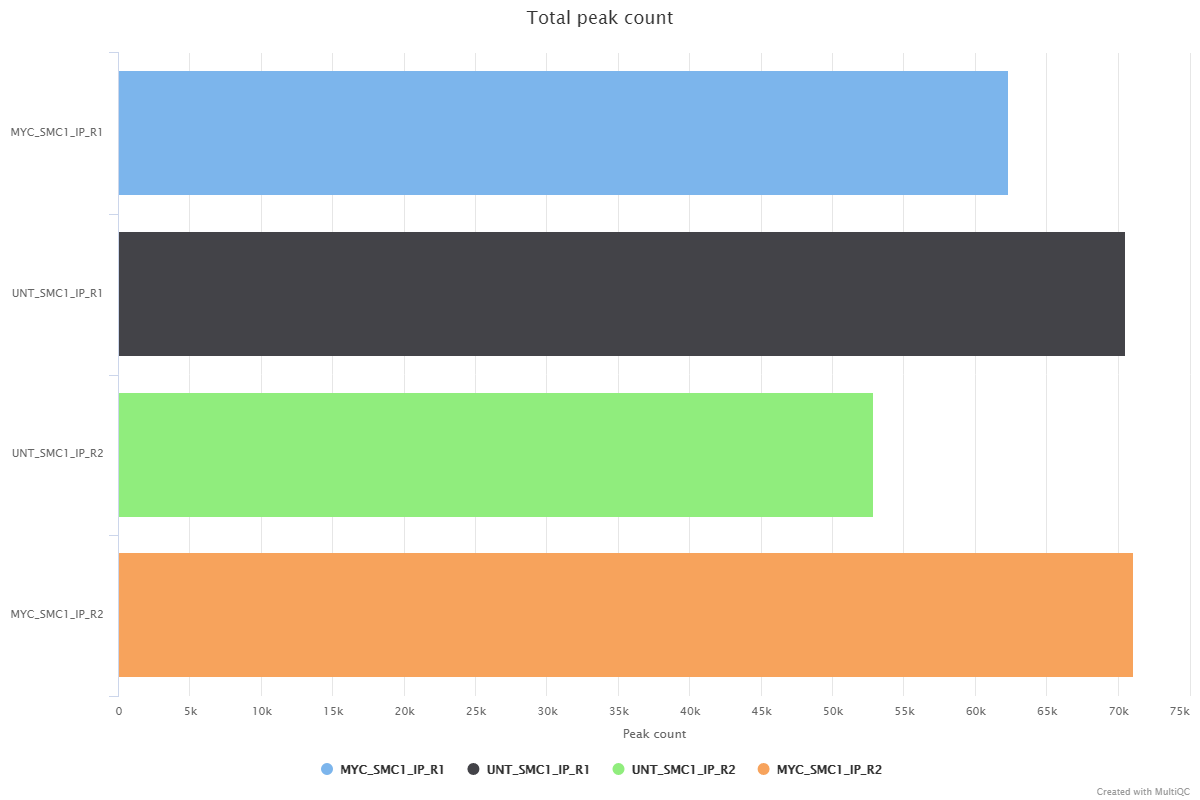 Total peak count
MYC_SMC1_IP_R1
UNT_SMC1_IP_R1
UNT_SMC1_IP_R2
MYC_SMC1_IP_R2
0 5k 10k 15k 20k 25k 30k 35k 40k 45k 50k 55k 60k 65k 70k 75k
Peak count
MYC_SMC1_IP_R1 UNT_SMC1_IP_R1 UNT_SMC1_IP_R2 MYC_SMC1_IP_R2
Created with MultiQC